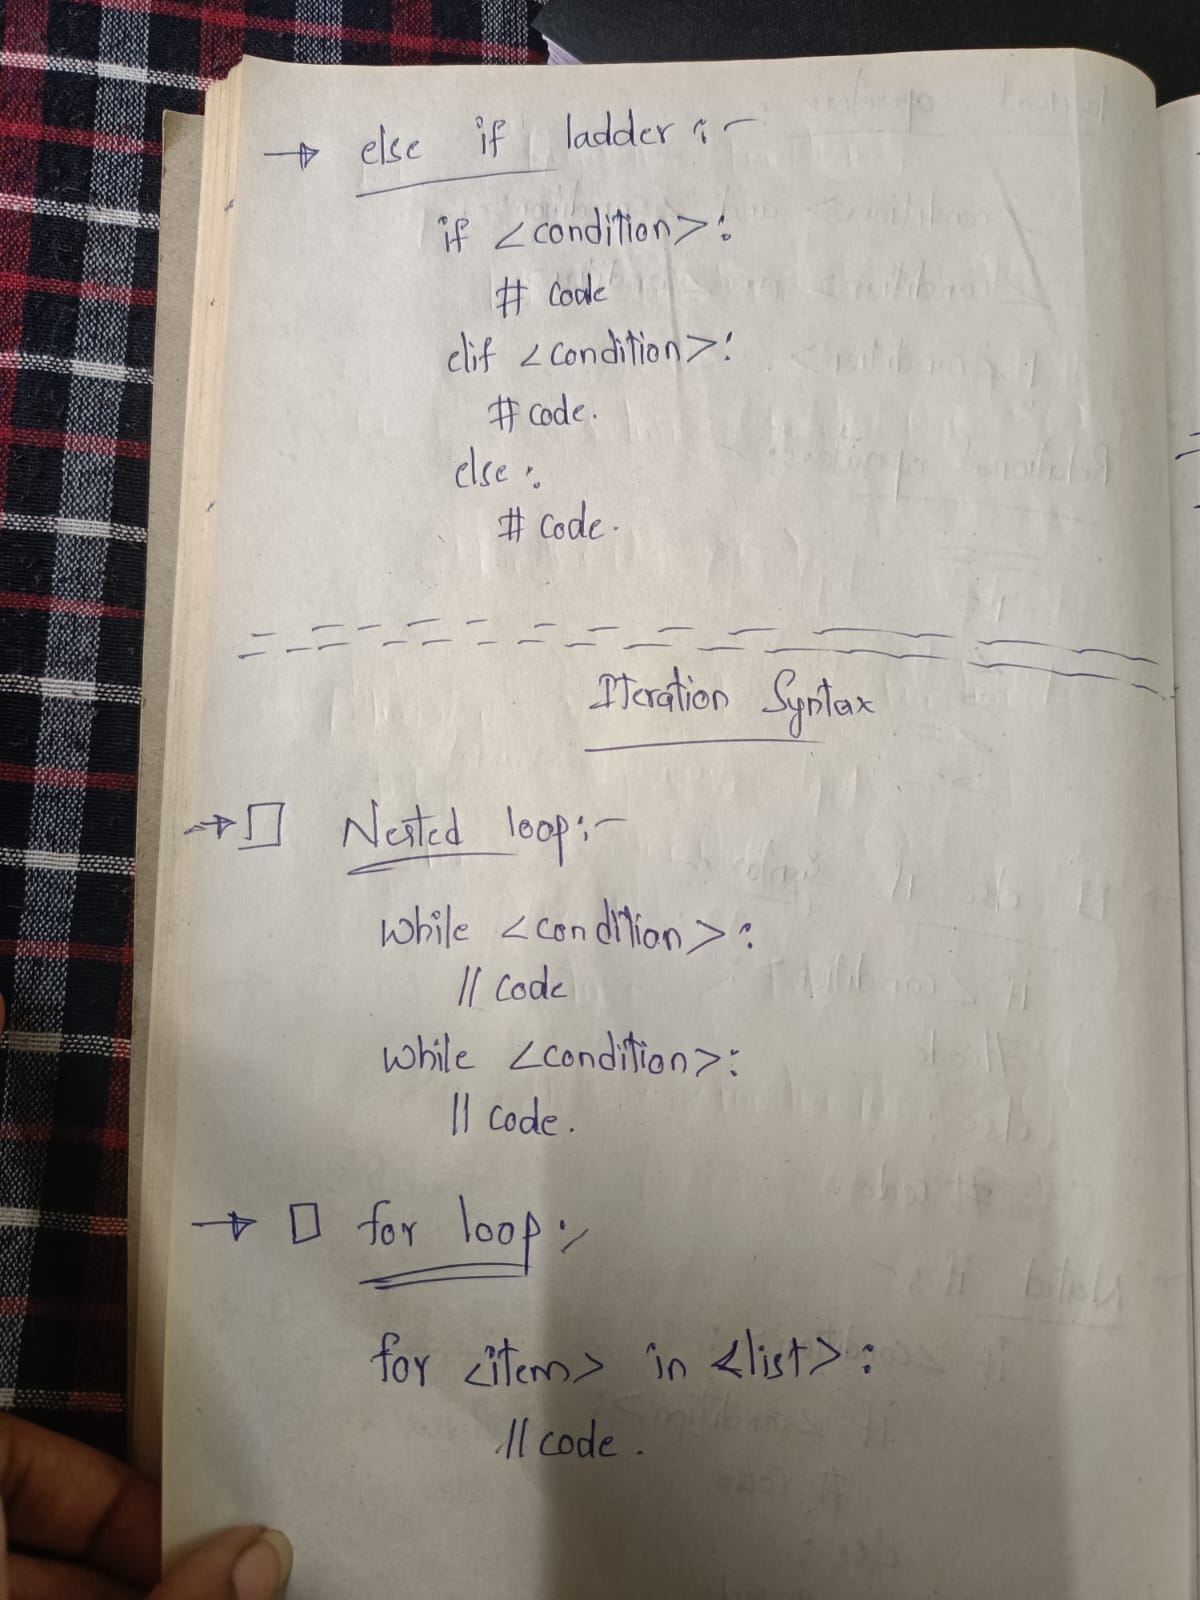 → else if ladder :-
if <condition>:
# code
elif <condition>:
# code.
else :
# code.
Iteration Syntax
→ □ Nested loop:-
while <condition>:
// code
while <condition>:
// code.
→ □ for loop:-
for <item> in <list>:
// code.